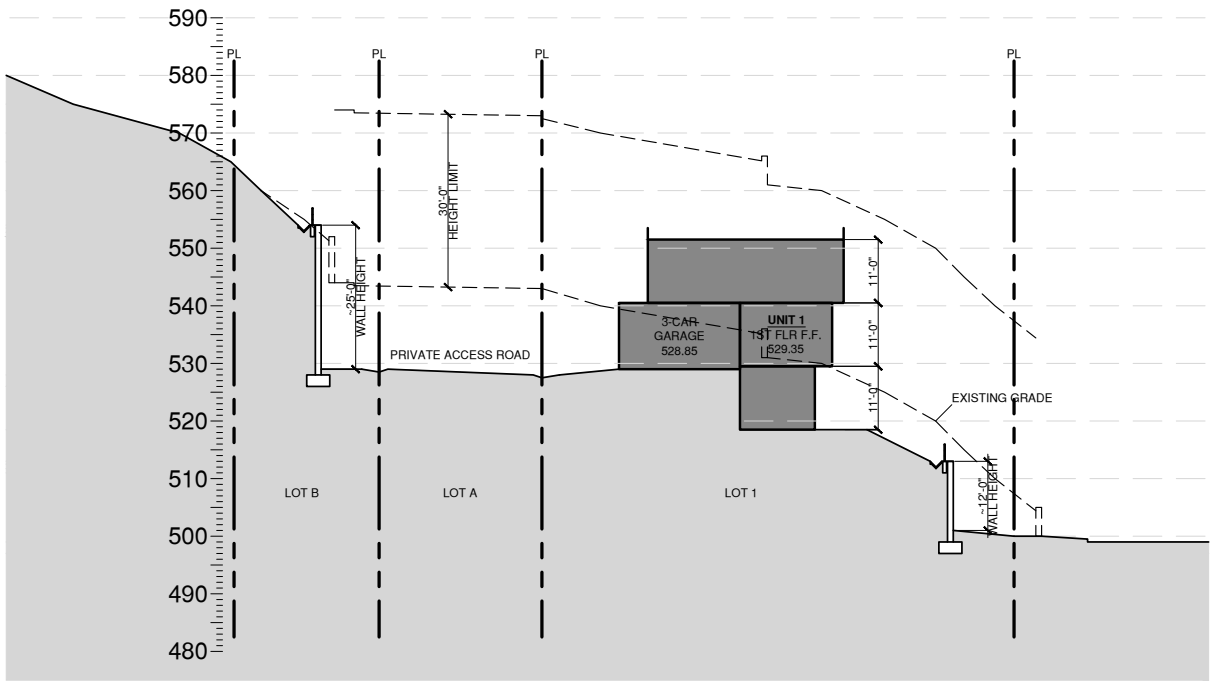 590
580
570
560
550
540
530
520
510
500
490
480
PL
PL
PL
PL
30'-0"
HEIGHT LIMIT
~25'-0"
WALL HEIGHT
PRIVATE ACCESS ROAD
3-CAR
GARAGE
528.85
UNIT 1
1ST FLR F.F.
529.35
11'-0"
11'-0"
11'-0"
EXISTING GRADE
~12'-0"
WALL HEIGHT
LOT B
LOT A
LOT 1